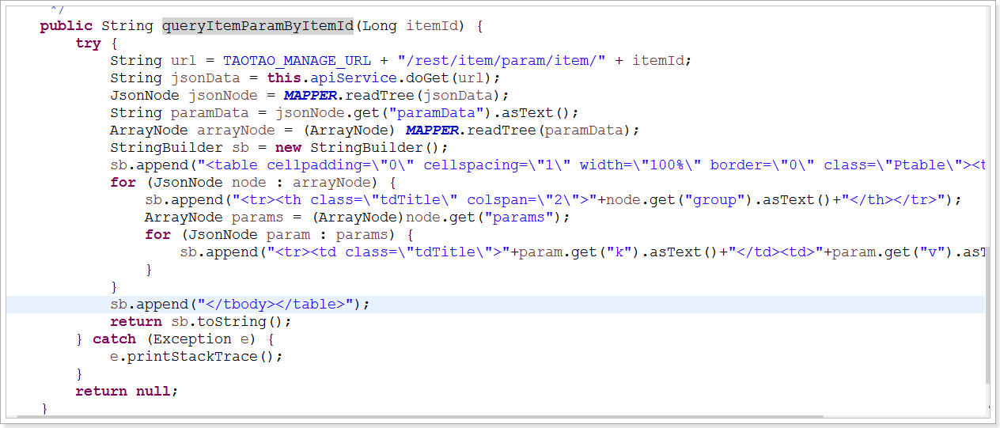 */
public String queryItemParamByItemId(Long itemId) {
try {
String url = TAOTAO_MANAGE_URL + "/rest/item/param/item/" + itemId;
String jsonData = this.apiService.doGet(url);
JsonNode jsonNode = MAPPER.readTree(jsonData);
String paramData = jsonNode.get("paramData").asText();
ArrayNode arrayNode = (ArrayNode) MAPPER.readTree(paramData);
StringBuilder sb = new StringBuilder();
sb.append("<table cellpadding=\"0\" cellspacing=\"1\" width=\"100%\" border=\"0\" class=\"Ptable\"><t
for (JsonNode node : arrayNode) {
sb.append("<tr><th class=\"tdTitle\" colspan=\"2\">"+node.get("group").asText()+"</th></tr>");
ArrayNode params = (ArrayNode)node.get("params");
for (JsonNode param : params) {
sb.append("<tr><td class=\"tdTitle\">"+param.get("k").asText()+"</td><td>"+param.get("v").asT
}
}
sb.append("</tbody></table>");
return sb.toString();
} catch (Exception e) {
e.printStackTrace();
}
return null;
}